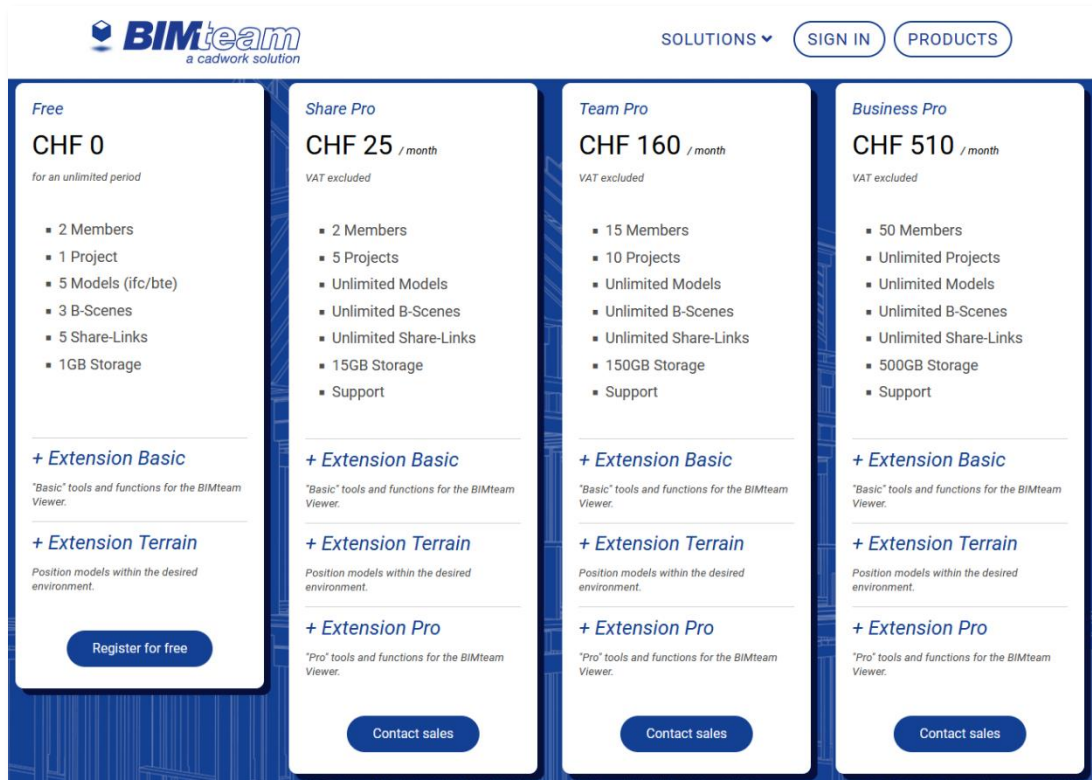 BIMteam
a cadwork solution
SOLUTIONS
SIGN IN
PRODUCTS
Free
CHF 0
for an unlimited period
2 Members
1 Project
5 Models (ifc/bte)
3 B-Scenes
5 Share-Links
1GB Storage
+ Extension Basic
"Basic" tools and functions for the BIMteam
Viewer.
+ Extension Terrain
Position models within the desired
environment.
Register for free
Share Pro
CHF 25 / month
VAT excluded
2 Members
5 Projects
Unlimited Models
Unlimited B-Scenes
Unlimited Share-Links
15GB Storage
Support
+ Extension Basic
"Basic" tools and functions for the BIMteam
Viewer.
+ Extension Terrain
Position models within the desired
environment.
+ Extension Pro
"Pro" tools and functions for the BIMteam
Viewer.
Contact sales
Team Pro
CHF 160 / month
VAT excluded
15 Members
10 Projects
Unlimited Models
Unlimited B-Scenes
Unlimited Share-Links
150GB Storage
Support
+ Extension Basic
"Basic" tools and functions for the BIMteam
Viewer.
+ Extension Terrain
Position models within the desired
environment.
+ Extension Pro
"Pro" tools and functions for the BIMteam
Viewer.
Contact sales
Business Pro
CHF 510 / month
VAT excluded
50 Members
Unlimited Projects
Unlimited Models
Unlimited B-Scenes
Unlimited Share-Links
500GB Storage
Support
+ Extension Basic
"Basic" tools and functions for the BIMteam
Viewer.
+ Extension Terrain
Position models within the desired
environment.
+ Extension Pro
"Pro" tools and functions for the BIMteam
Viewer.
Contact sales